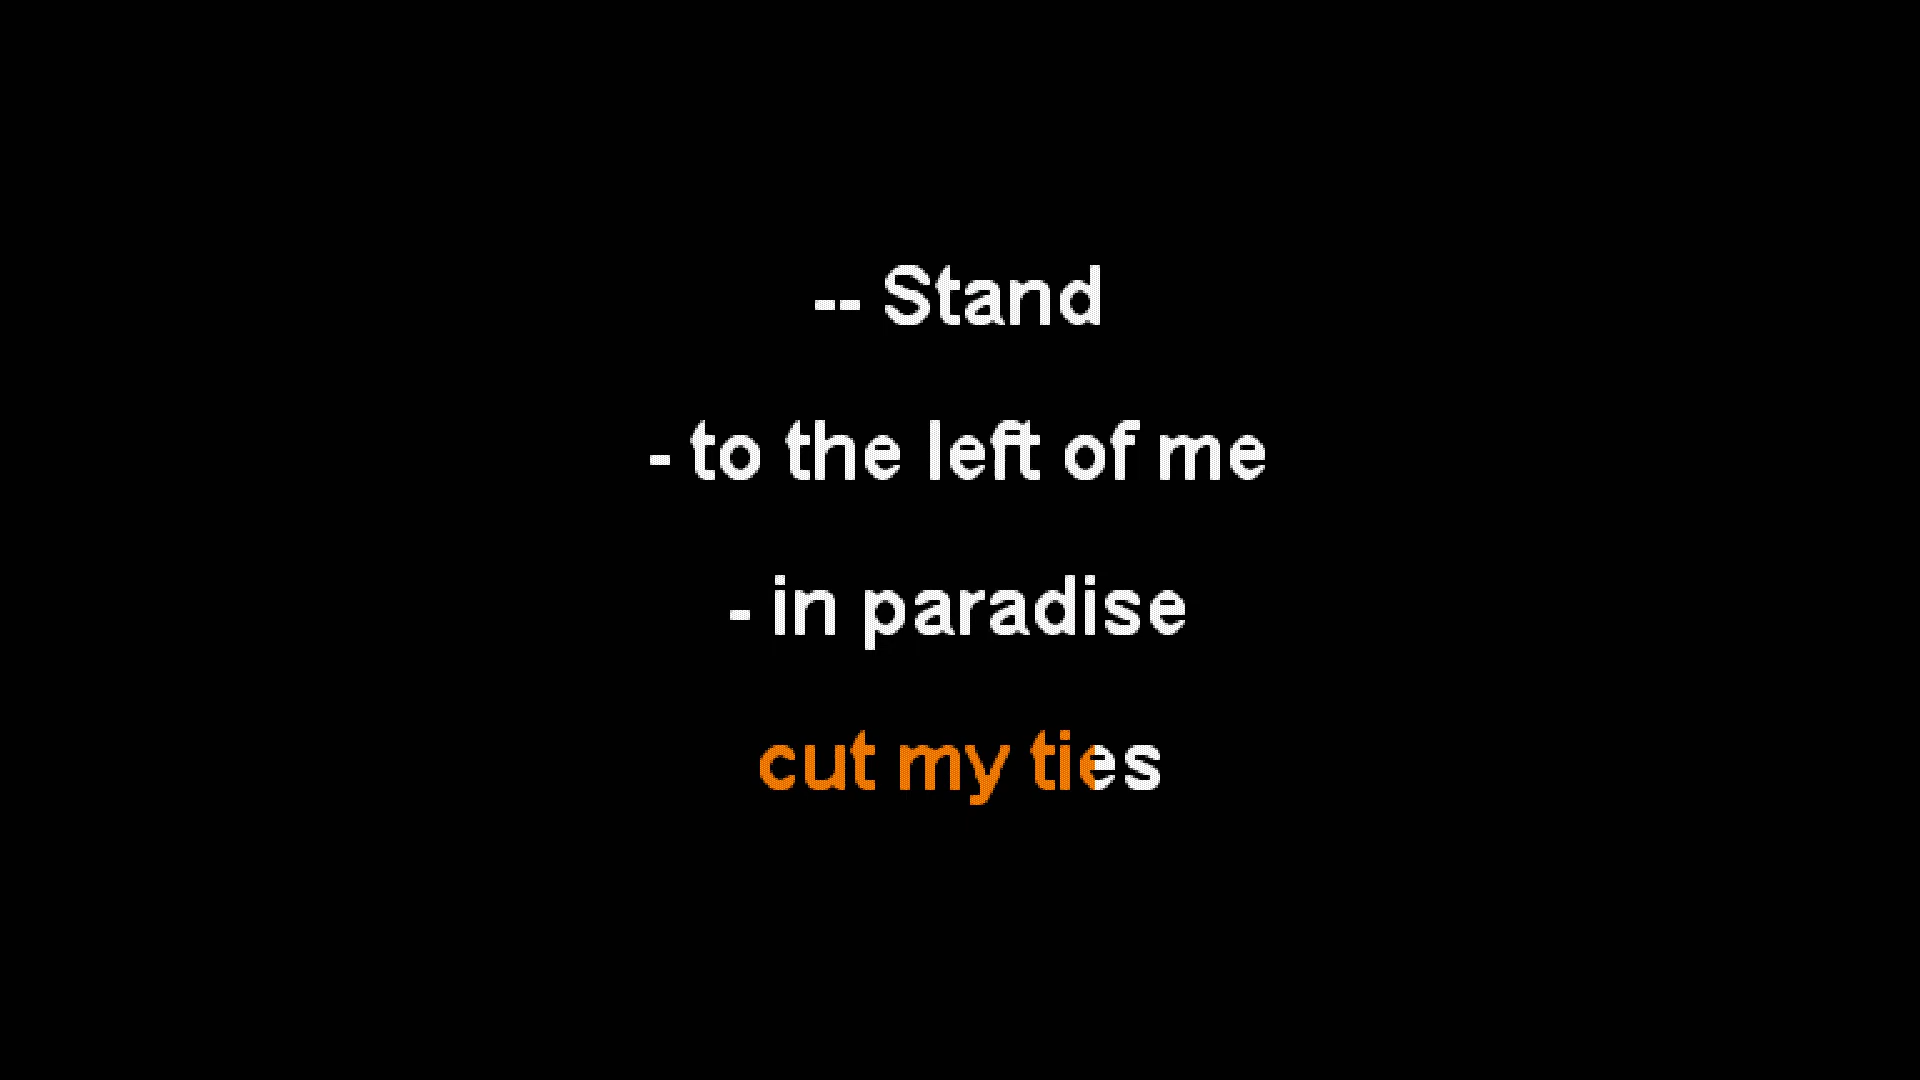 -- Stand
- to the left of me
- in paradise
cut my ties